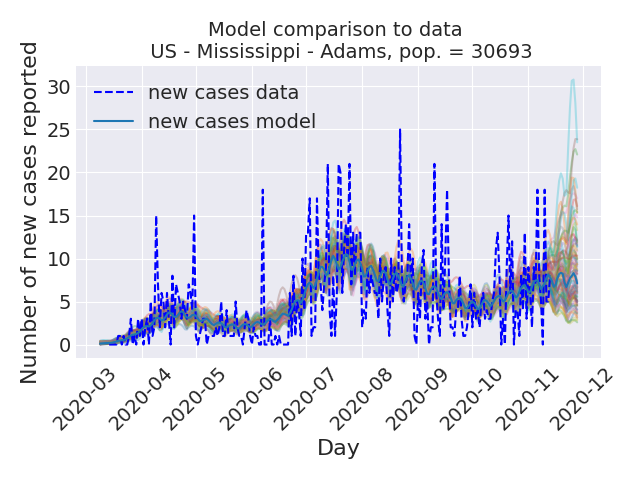 Model comparison to data
US - Mississippi - Adams, pop. = 30693
Number of new cases reported
30
25
20
15
10
5
0
new cases data
new cases model
2020-03
2020-04
2020-05
2020-06
2020-07
2020-08
2020-09
2020-10
2020-11
2020-12
Day